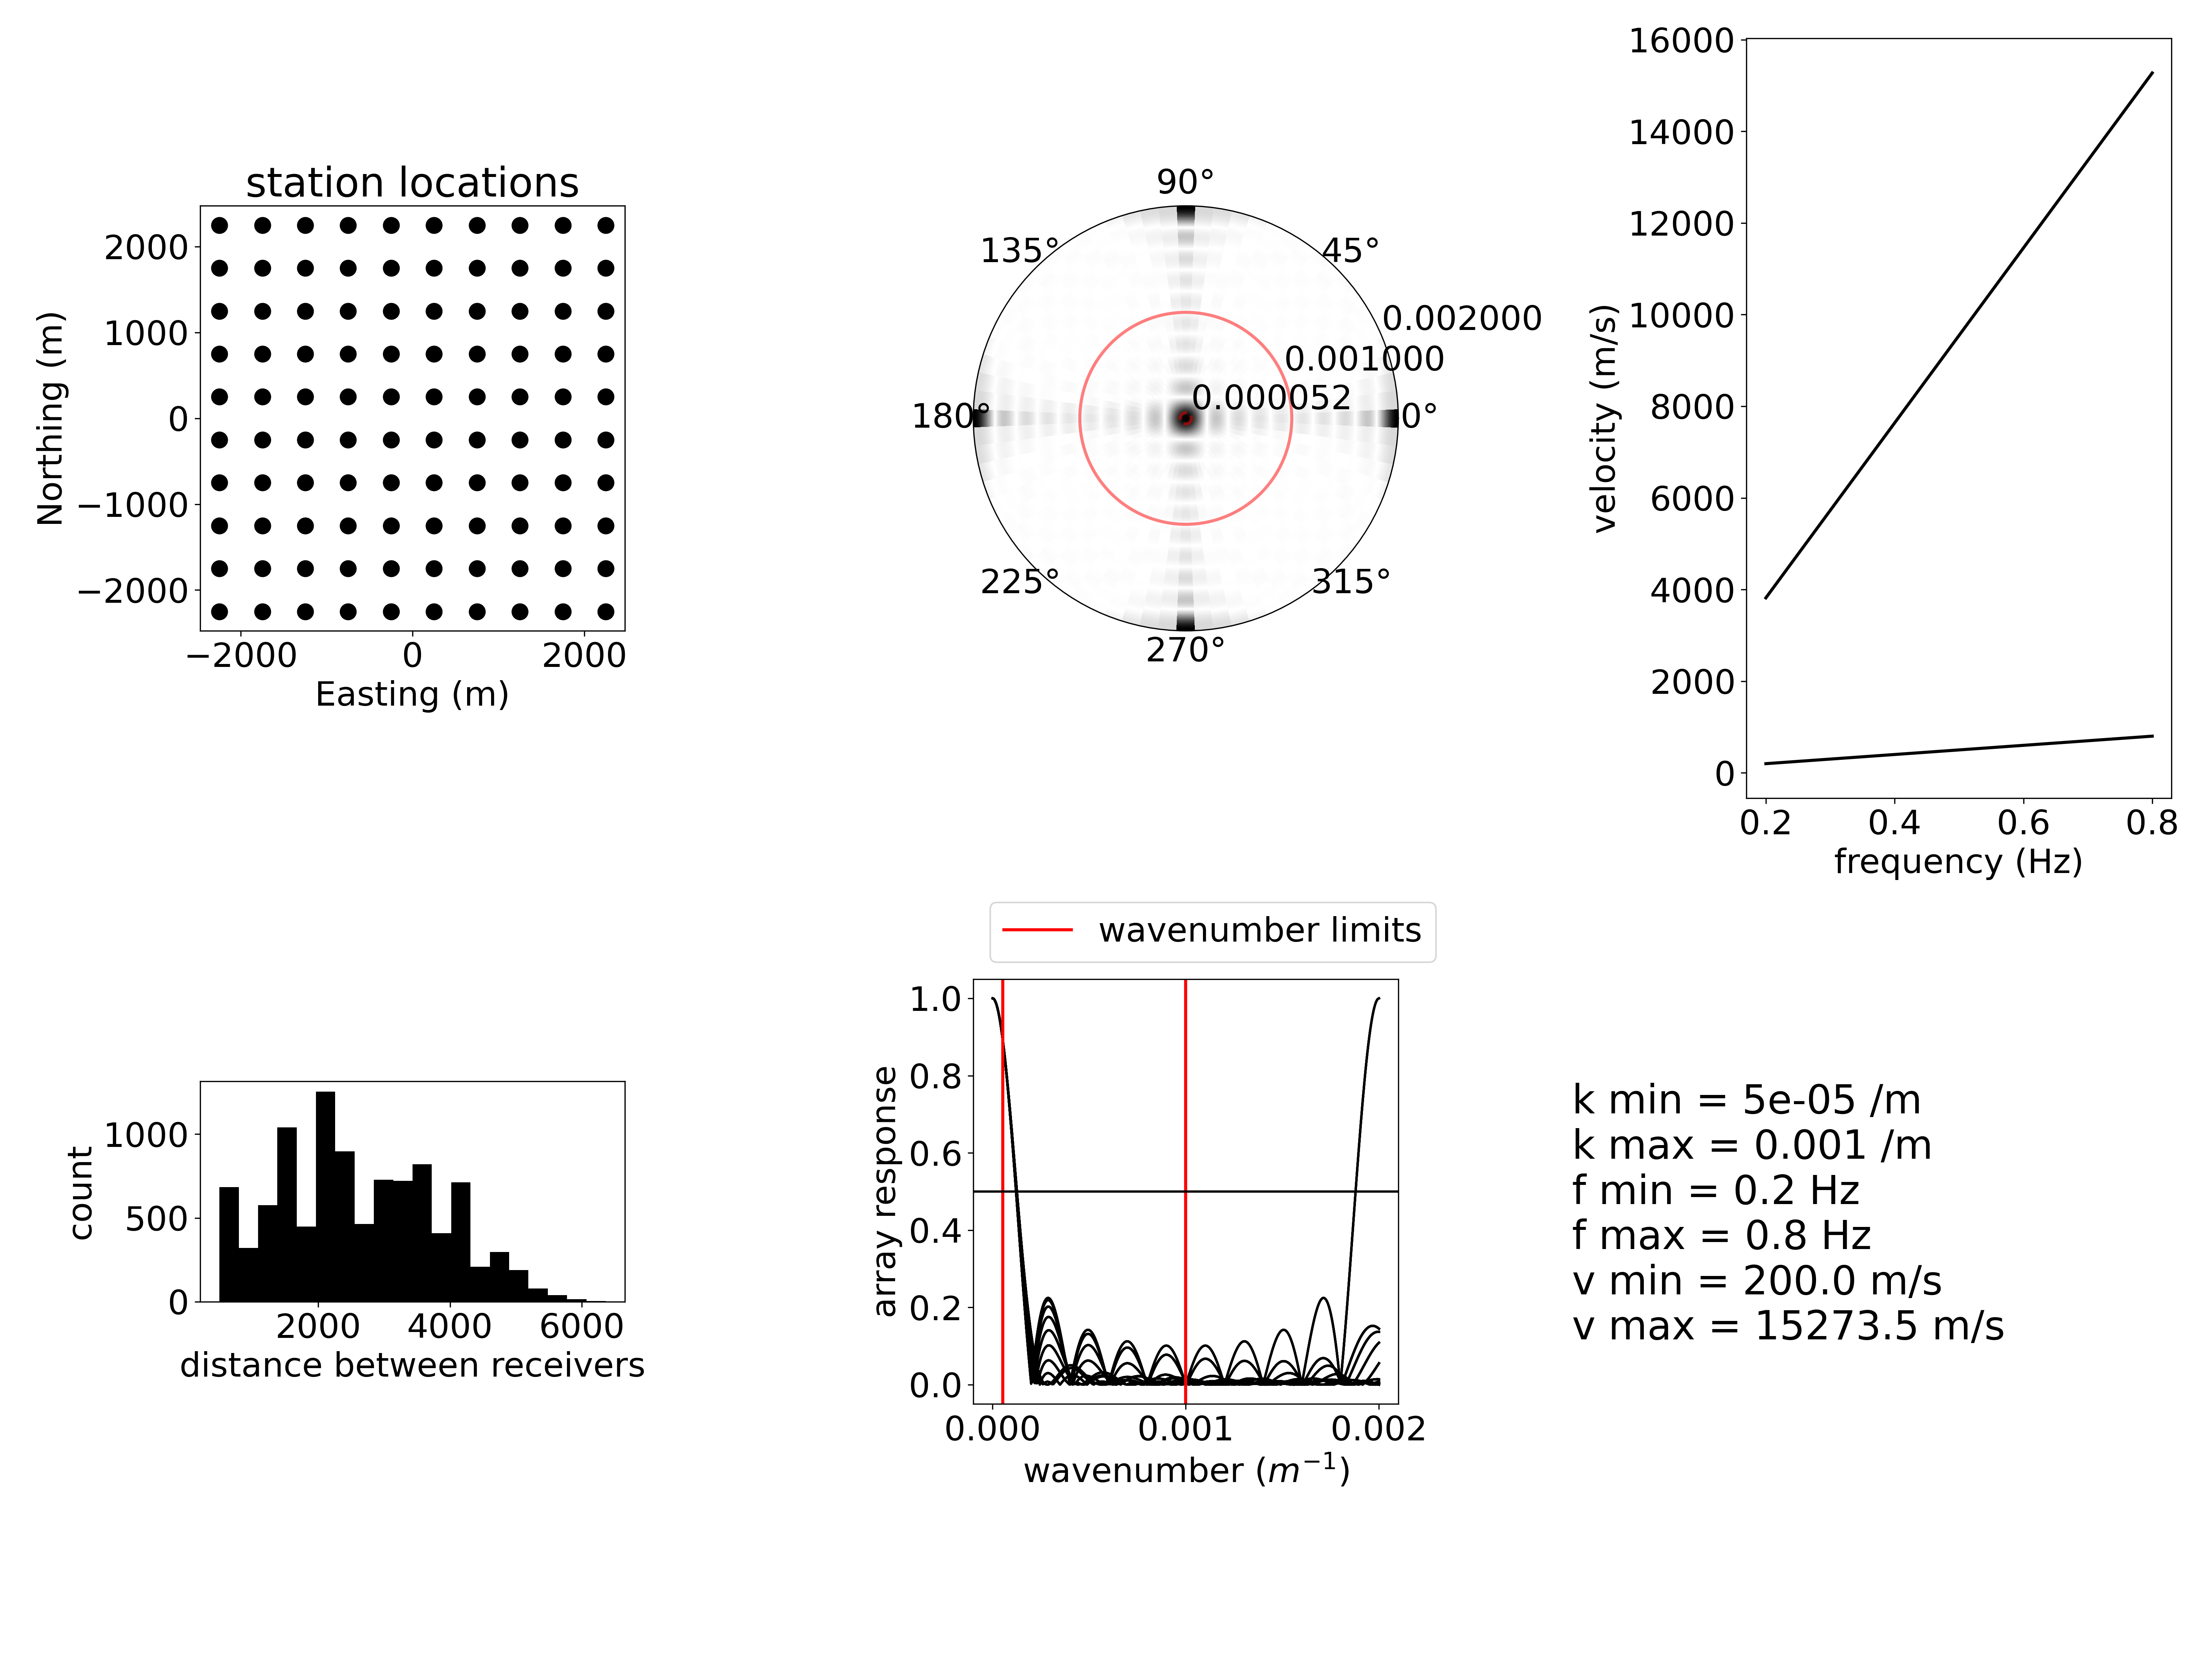 station locations
2000
1000
0
−1000
−2000
Northing (m)
−2000 0 2000
Easting (m)
90°
135° 45°
180° 0°
225° 315°
270°
0.002000
0.001000
0.000052
16000
14000
12000
10000
8000
6000
4000
2000
0
velocity (m/s)
0.2 0.4 0.6 0.8
frequency (Hz)
1000
500
0
count
2000 4000 6000
distance between receivers
wavenumber limits
1.0
0.8
0.6
0.4
0.2
0.0
array response
0.000 0.001 0.002
wavenumber (m⁻¹)
k min = 5e-05 /m
k max = 0.001 /m
f min = 0.2 Hz
f max = 0.8 Hz
v min = 200.0 m/s
v max = 15273.5 m/s